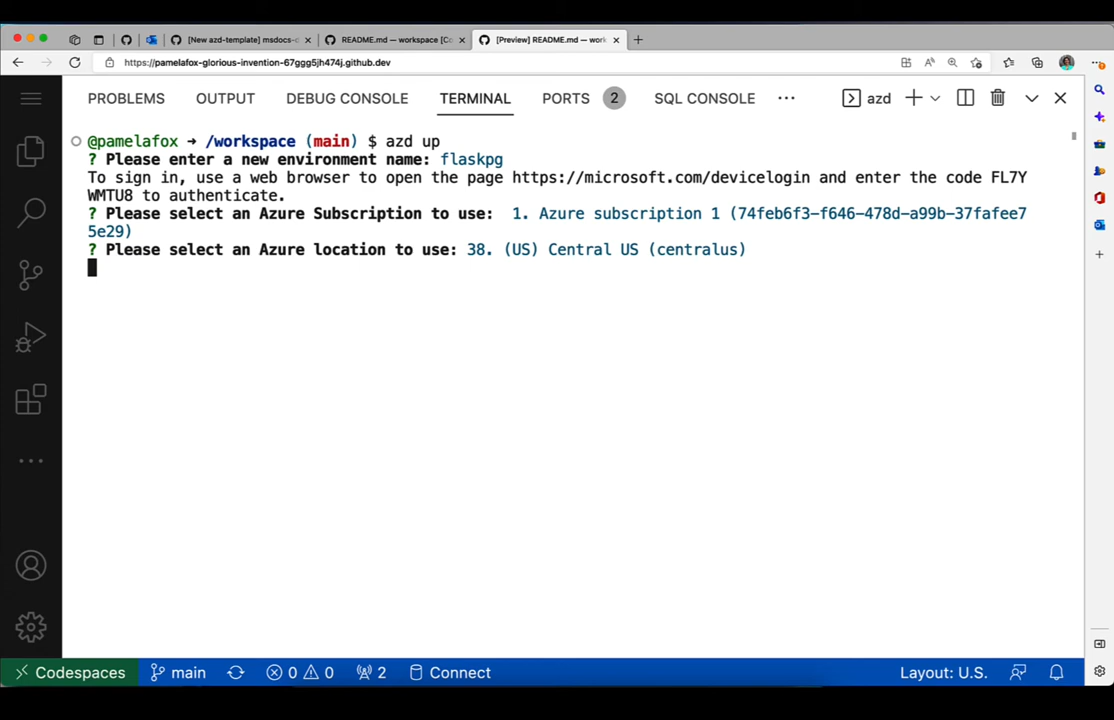 [New azd-template] msdocs-c
README.md — workspace [Co
[Preview] README.md — work
https://pamelafox-glorious-invention-67ggg5jh474j.github.dev
PROBLEMS OUTPUT DEBUG CONSOLE TERMINAL PORTS 2 SQL CONSOLE ··· azd
@pamelafox → /workspace (main) $ azd up
? Please enter a new environment name: flaskpg
To sign in, use a web browser to open the page https://microsoft.com/devicelogin and enter the code FL7Y
WMTU8 to authenticate.
? Please select an Azure Subscription to use: 1. Azure subscription 1 (74feb6f3-f646-478d-a99b-37fafee7
5e29)
? Please select an Azure location to use: 38. (US) Central US (centralus)
Codespaces main 0 0 2 Connect Layout: U.S.